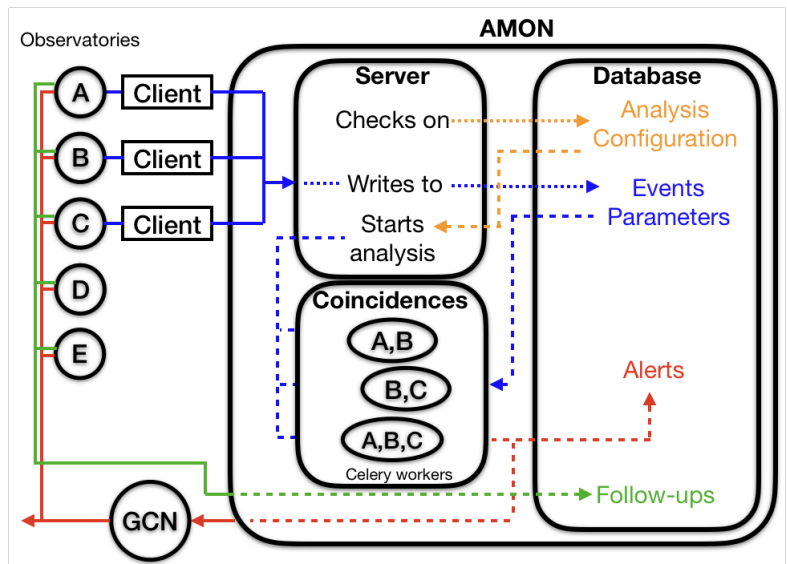 AMON
Observatories
Server
Database
A
Client
Checks on
Analysis
Configuration
B
Client
Writes to
Events
Parameters
C
Client
Starts
analysis
D
Coincidences
E
A,B
B,C
Alerts
A,B,C
Celery workers
Follow-ups
GCN